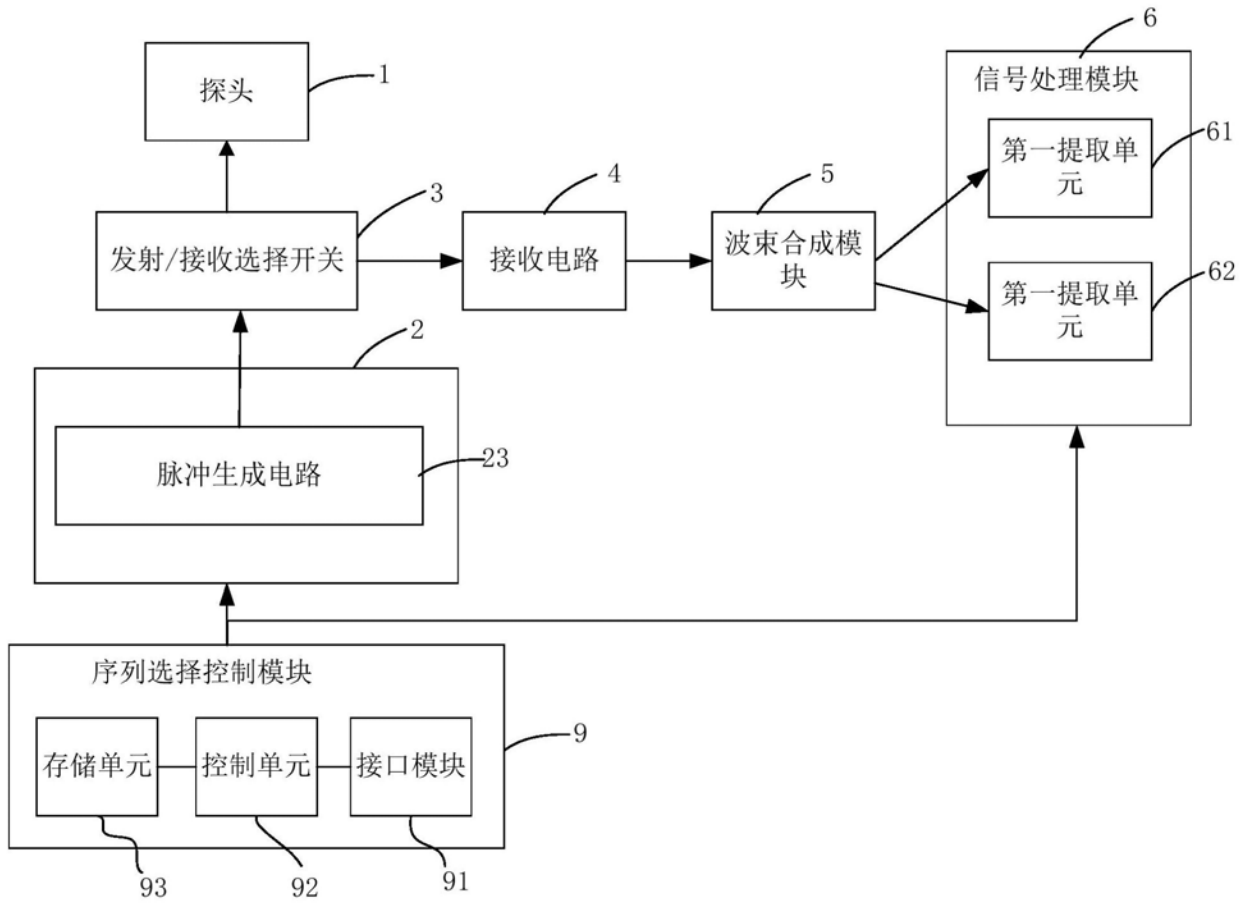 6
信号处理模块
探头
1
61
第一提取单
元
3
4
5
发射/接收选择开关
接收电路
波束合成模
块
62
第一提取单
元
2
脉冲生成电路
23
序列选择控制模块
9
存储单元
控制单元
接口模块
93
92
91